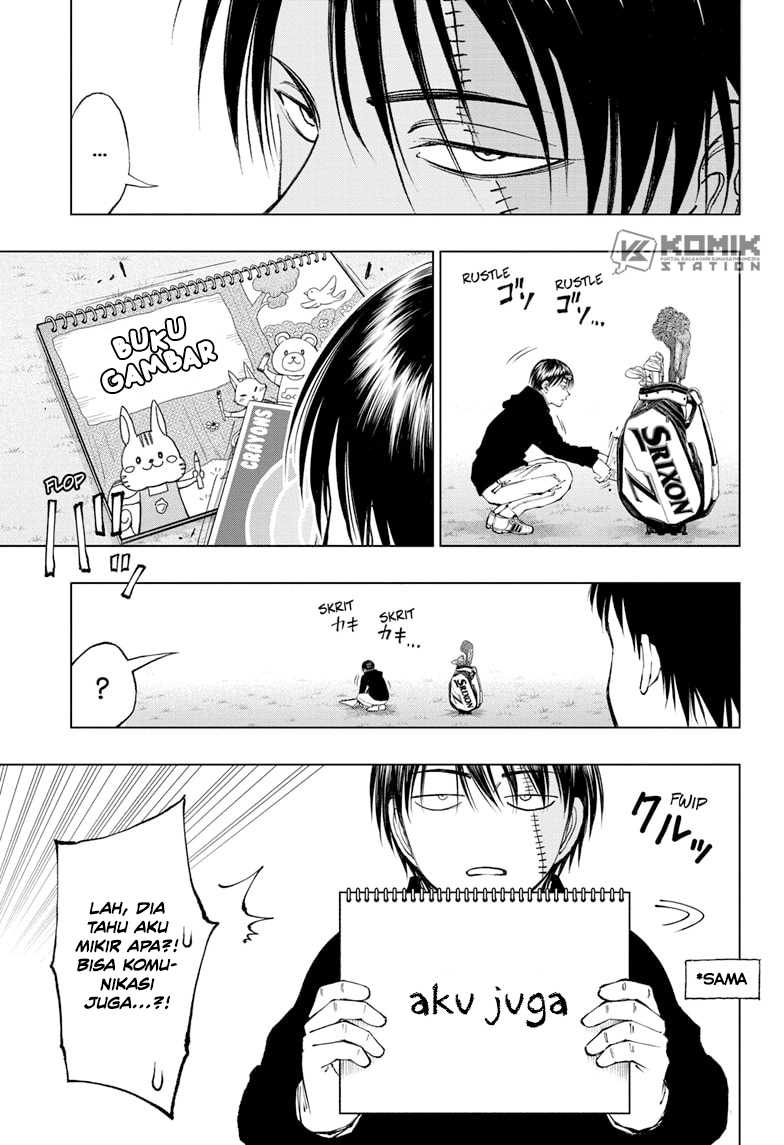 ...
KOMIK
STATION
RUSTLE
ゴソ
RUSTLE
ゴソ...
SRIXON
Z
BUKU
GAMBAR
CRAYONS
FLOP
SKRIT
カキ
SKRIT
カキ...
SRIXON
?
FWIP
クルッ
*SAMA
aku juga
LAH, DIA
TAHU AKU
MIKIR APA?!
BISA KOMU-
NIKASI
JUGA...?!